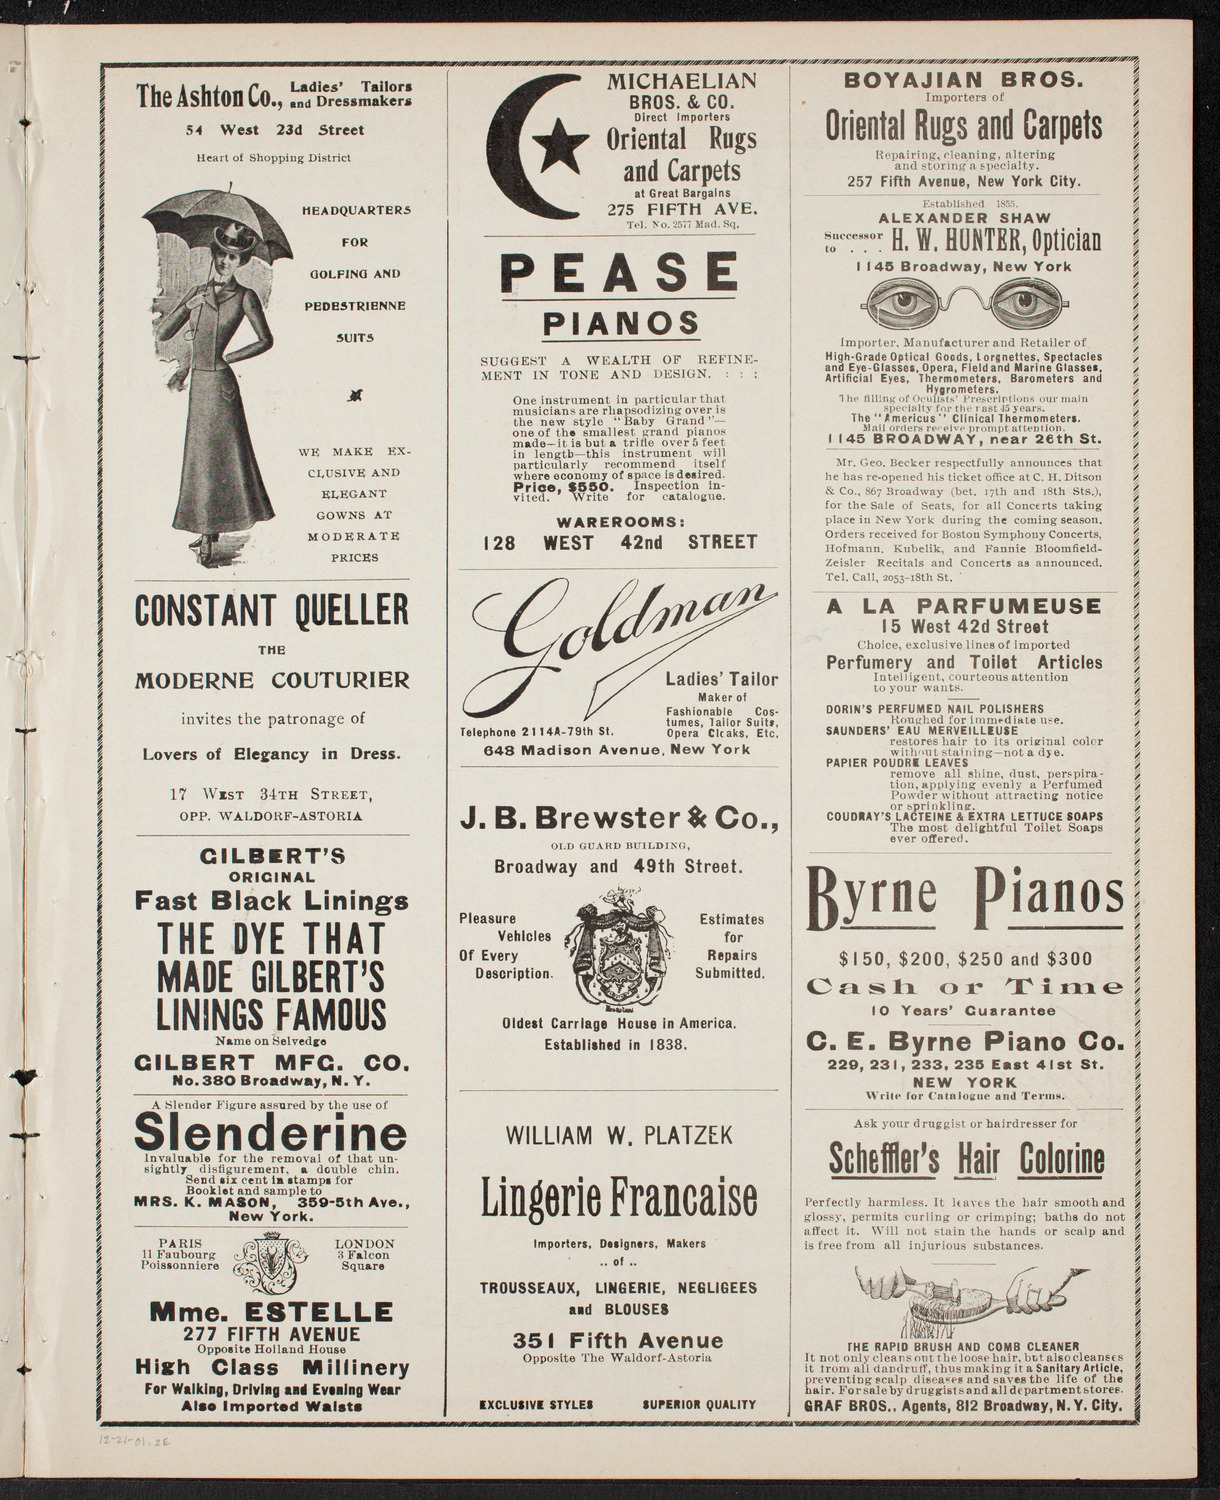 The Ashton Co., Ladies' Tailors and Dressmakers
54 West 23d Street
Heart of Shopping District
HEADQUARTERS
FOR
GOLFING AND
PEDESTRIENNE
SUITS
WE MAKE EX-
CLUSIVE AND
ELEGANT
GOWNS AT
MODERATE
PRICES
CONSTANT QUELLER
THE
MODERNE COUTURIER
invites the patronage of
Lovers of Elegancy in Dress.
17 WEST 34TH STREET,
OPP. WALDORF-ASTORIA
GILBERT'S
ORIGINAL
Fast Black Linings
THE DYE THAT
MADE GILBERT'S
LININGS FAMOUS
Name on Selvedge
GILBERT MFG. CO.
No. 380 Broadway, N. Y.
A Slender Figure assured by the use of
Slenderine
Invaluable for the removal of that un-
sightly disfigurement, a double chin.
Send six cent in stamps for
Booklet and sample to
MRS. K. MASON, 359-5th Ave.,
New York.
PARIS
11 Faubourg
Poissonniere
LONDON
3 Falcon
Square
Mme. ESTELLE
277 FIFTH AVENUE
Opposite Holland House
High Class Millinery
For Walking, Driving and Evening Wear
Also Imported Waists
MICHAELIAN
BROS. & CO.
Direct Importers
Oriental Rugs
and Carpets
at Great Bargains
275 FIFTH AVE.
Tel. No. 2577 Mad. Sq.
PEASE
PIANOS
SUGGEST A WEALTH OF REFINE-
MENT IN TONE AND DESIGN. : : :
One instrument in particular that
musicians are rhapsodizing over is
the new style "Baby Grand"—
one of the smallest grand pianos
made—it is but a trifle over 5 feet
in length—this instrument will
particularly recommend itself
where economy of space is desired.
Price, $550. Inspection in-
vited. Write for catalogue.
WAREROOMS:
128 WEST 42nd STREET
Goldman
Ladies' Tailor
Maker of
Fashionable Cos-
tumes, Tailor Suits,
Opera Cloaks, Etc.
Telephone 2114A-79th St.
648 Madison Avenue, New York
J. B. Brewster & Co.,
OLD GUARD BUILDING,
Broadway and 49th Street.
Pleasure
Vehicles
Of Every
Description.
Estimates
for
Repairs
Submitted.
Oldest Carriage House in America.
Established in 1838.
WILLIAM W. PLATZEK
Lingerie Francaise
Importers, Designers, Makers
.. of ..
TROUSSEAUX, LINGERIE, NEGLIGEES
and BLOUSES
351 Fifth Avenue
Opposite The Waldorf-Astoria
EXCLUSIVE STYLES SUPERIOR QUALITY
BOYAJIAN BROS.
Importers of
Oriental Rugs and Carpets
Repairing, cleaning, altering
and storing a specialty.
257 Fifth Avenue, New York City.
Established 1855.
ALEXANDER SHAW
Successor to . . . H. W. HUNTER, Optician
1145 Broadway, New York
Importer, Manufacturer and Retailer of
High-Grade Optical Goods, Lorgnettes, Spectacles
and Eye-Glasses, Opera, Field and Marine Glasses,
Artificial Eyes, Thermometers, Barometers and
Hygrometers.
The filling of Oculists' Prescriptions our main
specialty for the past 45 years.
The "Americus" Clinical Thermometers.
Mail orders receive prompt attention.
1145 BROADWAY, near 26th St.
Mr. Geo. Becker respectfully announces that
he has re-opened his ticket office at C. H. Ditson
& Co., 867 Broadway (bet. 17th and 18th Sts.),
for the Sale of Seats, for all Concerts taking
place in New York during the coming season.
Orders received for Boston Symphony Concerts,
Hofmann, Kubelik, and Fannie Bloomfield-
Zeisler Recitals and Concerts as announced.
Tel. Call, 2053-18th St.
A LA PARFUMEUSE
15 West 42d Street
Choice, exclusive lines of imported
Perfumery and Toilet Articles
Intelligent, courteous attention
to your wants.
DORIN'S PERFUMED NAIL POLISHERS
Roughed for immediate use.
SAUNDERS' EAU MERVEILLEUSE
restores hair to its original color
without staining—not a dye.
PAPIER POUDRE LEAVES
remove all shine, dust, perspira-
tion, applying evenly a Perfumed
Powder without attracting notice
or sprinkling.
COUDRAY'S LACTEINE & EXTRA LETTUCE SOAPS
The most delightful Toilet Soaps
ever offered.
Byrne Pianos
$150, $200, $250 and $300
Cash or Time
10 Years' Guarantee
C. E. Byrne Piano Co.
229, 231, 233, 235 East 41st St.
NEW YORK
Write for Catalogue and Terms.
Ask your druggist or hairdresser for
Scheffler's Hair Colorine
Perfectly harmless. It leaves the hair smooth and
glossy, permits curling or crimping; baths do not
affect it. Will not stain the hands or scalp and
is free from all injurious substances.
THE RAPID BRUSH AND COMB CLEANER
It not only cleans out the loose hair, but also cleanses
it from all dandruff, thus making it a Sanitary Article,
preventing scalp diseases and saves the life of the
hair. For sale by druggists and all department stores.
GRAF BROS., Agents, 812 Broadway, N. Y. City.
12-21-01.2E